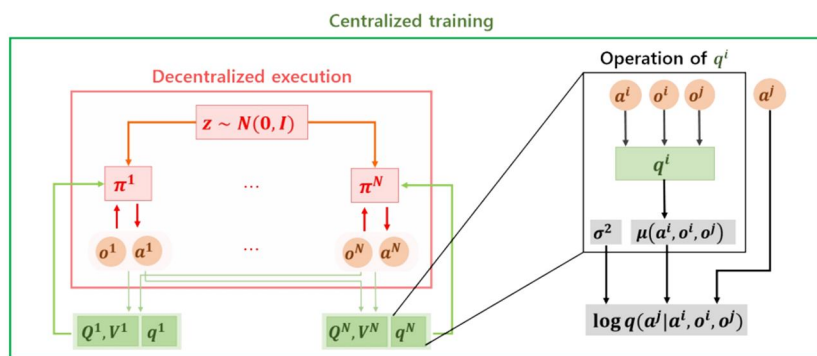 Centralized training
Decentralized execution
z ~ N(0, I)
π¹ ... πᴺ
o¹ a¹ ... oᴺ aᴺ
Q¹, V¹ q¹ Qᴺ, Vᴺ qᴺ
Operation of qⁱ
aⁱ oⁱ oʲ aʲ
qⁱ
σ² μ(aⁱ, oⁱ, oʲ)
log q(aʲ|aⁱ, oⁱ, oʲ)